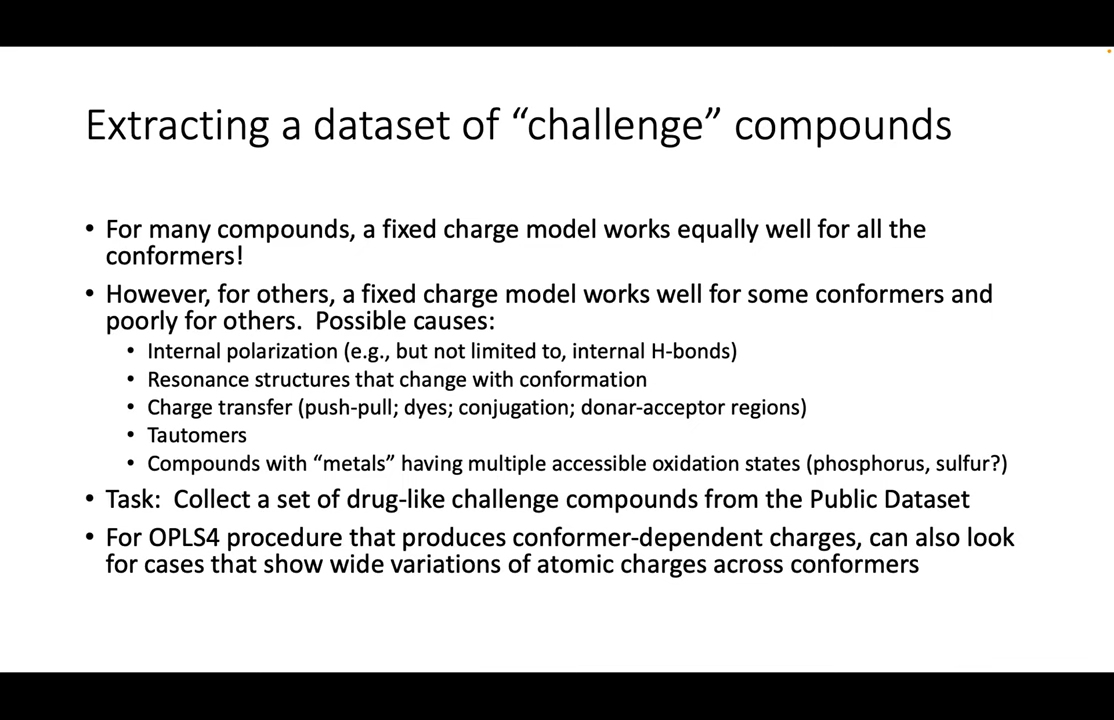 Extracting a dataset of “challenge” compounds
• For many compounds, a fixed charge model works equally well for all the
conformers!
• However, for others, a fixed charge model works well for some conformers and
poorly for others.  Possible causes:
• Internal polarization (e.g., but not limited to, internal H-bonds)
• Resonance structures that change with conformation
• Charge transfer (push-pull; dyes; conjugation; donar-acceptor regions)
• Tautomers
• Compounds with “metals” having multiple accessible oxidation states (phosphorus, sulfur?)
• Task:  Collect a set of drug-like challenge compounds from the Public Dataset
• For OPLS4 procedure that produces conformer-dependent charges, can also look
for cases that show wide variations of atomic charges across conformers